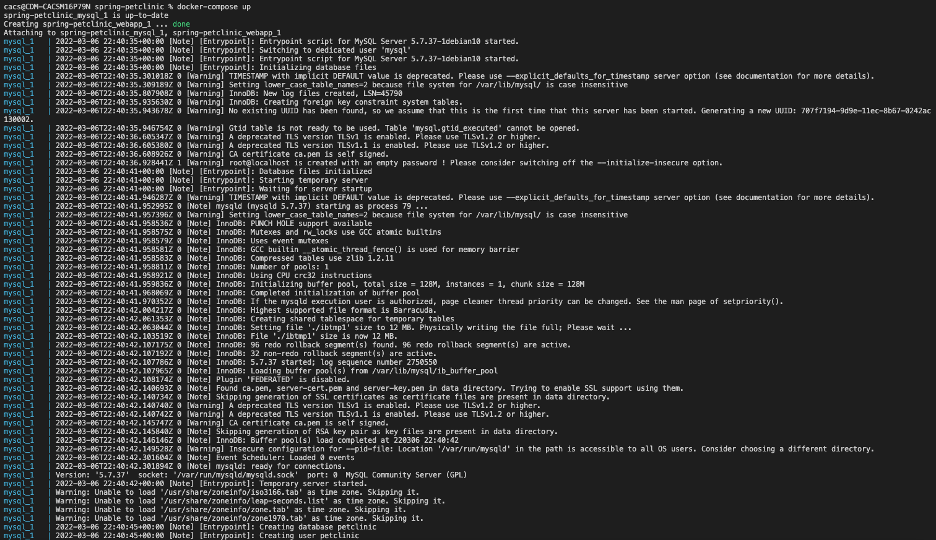 cacs@CDM-CACSM16P79N spring-petclinic % docker-compose up
spring-petclinic_mysql_1 is up-to-date
Creating spring-petclinic_webapp_1 ... done
Attaching to spring-petclinic_mysql_1, spring-petclinic_webapp_1
mysql_1   | 2022-03-06 22:40:35+00:00 [Note] [Entrypoint]: Entrypoint script for MySQL Server 5.7.37-1debian10 started.
mysql_1   | 2022-03-06 22:40:35+00:00 [Note] [Entrypoint]: Switching to dedicated user 'mysql'
mysql_1   | 2022-03-06 22:40:35+00:00 [Note] [Entrypoint]: Entrypoint script for MySQL Server 5.7.37-1debian10 started.
mysql_1   | 2022-03-06 22:40:35+00:00 [Note] [Entrypoint]: Initializing database files
mysql_1   | 2022-03-06T22:40:35.301018Z 0 [Warning] TIMESTAMP with implicit DEFAULT value is deprecated. Please use --explicit_defaults_for_timestamp server option (see documentation for more details).
mysql_1   | 2022-03-06T22:40:35.309189Z 0 [Warning] Setting lower_case_table_names=2 because file system for /var/lib/mysql/ is case insensitive
mysql_1   | 2022-03-06T22:40:35.807908Z 0 [Warning] InnoDB: New log files created, LSN=45790
mysql_1   | 2022-03-06T22:40:35.935630Z 0 [Warning] InnoDB: Creating foreign key constraint system tables.
mysql_1   | 2022-03-06T22:40:35.943678Z 0 [Warning] No existing UUID has been found, so we assume that this is the first time that this server has been started. Generating a new UUID: 707f7194-9d9e-11ec-8b67-0242ac
130002.
mysql_1   | 2022-03-06T22:40:35.946754Z 0 [Warning] Gtid table is not ready to be used. Table 'mysql.gtid_executed' cannot be opened.
mysql_1   | 2022-03-06T22:40:36.605347Z 0 [Warning] A deprecated TLS version TLSv1 is enabled. Please use TLSv1.2 or higher.
mysql_1   | 2022-03-06T22:40:36.605380Z 0 [Warning] A deprecated TLS version TLSv1.1 is enabled. Please use TLSv1.2 or higher.
mysql_1   | 2022-03-06T22:40:36.608926Z 0 [Warning] CA certificate ca.pem is self signed.
mysql_1   | 2022-03-06T22:40:36.928441Z 1 [Warning] root@localhost is created with an empty password ! Please consider switching off the --initialize-insecure option.
mysql_1   | 2022-03-06 22:40:41+00:00 [Note] [Entrypoint]: Database files initialized
mysql_1   | 2022-03-06 22:40:41+00:00 [Note] [Entrypoint]: Starting temporary server
mysql_1   | 2022-03-06 22:40:41+00:00 [Note] [Entrypoint]: Waiting for server startup
mysql_1   | 2022-03-06T22:40:41.946287Z 0 [Warning] TIMESTAMP with implicit DEFAULT value is deprecated. Please use --explicit_defaults_for_timestamp server option (see documentation for more details).
mysql_1   | 2022-03-06T22:40:41.952995Z 0 [Note] mysqld (mysqld 5.7.37) starting as process 79 ...
mysql_1   | 2022-03-06T22:40:41.957396Z 0 [Warning] Setting lower_case_table_names=2 because file system for /var/lib/mysql/ is case insensitive
mysql_1   | 2022-03-06T22:40:41.958536Z 0 [Note] InnoDB: PUNCH HOLE support available
mysql_1   | 2022-03-06T22:40:41.958575Z 0 [Note] InnoDB: Mutexes and rw_locks use GCC atomic builtins
mysql_1   | 2022-03-06T22:40:41.958579Z 0 [Note] InnoDB: Uses event mutexes
mysql_1   | 2022-03-06T22:40:41.958581Z 0 [Note] InnoDB: GCC builtin __atomic_thread_fence() is used for memory barrier
mysql_1   | 2022-03-06T22:40:41.958583Z 0 [Note] InnoDB: Compressed tables use zlib 1.2.11
mysql_1   | 2022-03-06T22:40:41.958811Z 0 [Note] InnoDB: Number of pools: 1
mysql_1   | 2022-03-06T22:40:41.958921Z 0 [Note] InnoDB: Using CPU crc32 instructions
mysql_1   | 2022-03-06T22:40:41.959836Z 0 [Note] InnoDB: Initializing buffer pool, total size = 128M, instances = 1, chunk size = 128M
mysql_1   | 2022-03-06T22:40:41.968069Z 0 [Note] InnoDB: Completed initialization of buffer pool
mysql_1   | 2022-03-06T22:40:41.970352Z 0 [Note] InnoDB: If the mysqld execution user is authorized, page cleaner thread priority can be changed. See the man page of setpriority().
mysql_1   | 2022-03-06T22:40:42.004217Z 0 [Note] InnoDB: Highest supported file format is Barracuda.
mysql_1   | 2022-03-06T22:40:42.061353Z 0 [Note] InnoDB: Creating shared tablespace for temporary tables
mysql_1   | 2022-03-06T22:40:42.063044Z 0 [Note] InnoDB: Setting file './ibtmp1' size to 12 MB. Physically writing the file full; Please wait ...
mysql_1   | 2022-03-06T22:40:42.103519Z 0 [Note] InnoDB: File './ibtmp1' size is now 12 MB.
mysql_1   | 2022-03-06T22:40:42.107175Z 0 [Note] InnoDB: 96 redo rollback segment(s) found. 96 redo rollback segment(s) are active.
mysql_1   | 2022-03-06T22:40:42.107192Z 0 [Note] InnoDB: 32 non-redo rollback segment(s) are active.
mysql_1   | 2022-03-06T22:40:42.107786Z 0 [Note] InnoDB: 5.7.37 started; log sequence number 2750550
mysql_1   | 2022-03-06T22:40:42.107965Z 0 [Note] InnoDB: Loading buffer pool(s) from /var/lib/mysql/ib_buffer_pool
mysql_1   | 2022-03-06T22:40:42.108174Z 0 [Note] Plugin 'FEDERATED' is disabled.
mysql_1   | 2022-03-06T22:40:42.140693Z 0 [Note] Found ca.pem, server-cert.pem and server-key.pem in data directory. Trying to enable SSL support using them.
mysql_1   | 2022-03-06T22:40:42.140734Z 0 [Note] Skipping generation of SSL certificates as certificate files are present in data directory.
mysql_1   | 2022-03-06T22:40:42.140740Z 0 [Warning] A deprecated TLS version TLSv1 is enabled. Please use TLSv1.2 or higher.
mysql_1   | 2022-03-06T22:40:42.140742Z 0 [Warning] A deprecated TLS version TLSv1.1 is enabled. Please use TLSv1.2 or higher.
mysql_1   | 2022-03-06T22:40:42.145747Z 0 [Warning] CA certificate ca.pem is self signed.
mysql_1   | 2022-03-06T22:40:42.145840Z 0 [Note] Skipping generation of RSA key pair as key files are present in data directory.
mysql_1   | 2022-03-06T22:40:42.146146Z 0 [Note] InnoDB: Buffer pool(s) load completed at 220306 22:40:42
mysql_1   | 2022-03-06T22:40:42.149528Z 0 [Warning] Insecure configuration for --pid-file: Location '/var/run/mysqld' in the path is accessible to all OS users. Consider choosing a different directory.
mysql_1   | 2022-03-06T22:40:42.301604Z 0 [Note] Event Scheduler: Loaded 0 events
mysql_1   | 2022-03-06T22:40:42.301894Z 0 [Note] mysqld: ready for connections.
mysql_1   | Version: '5.7.37'  socket: '/var/run/mysqld/mysqld.sock'  port: 0  MySQL Community Server (GPL)
mysql_1   | 2022-03-06 22:40:42+00:00 [Note] [Entrypoint]: Temporary server started.
mysql_1   | Warning: Unable to load '/usr/share/zoneinfo/iso3166.tab' as time zone. Skipping it.
mysql_1   | Warning: Unable to load '/usr/share/zoneinfo/leap-seconds.list' as time zone. Skipping it.
mysql_1   | Warning: Unable to load '/usr/share/zoneinfo/zone.tab' as time zone. Skipping it.
mysql_1   | Warning: Unable to load '/usr/share/zoneinfo/zone1970.tab' as time zone. Skipping it.
mysql_1   | 2022-03-06 22:40:45+00:00 [Note] [Entrypoint]: Creating database petclinic
mysql_1   | 2022-03-06 22:40:45+00:00 [Note] [Entrypoint]: Creating user petclinic